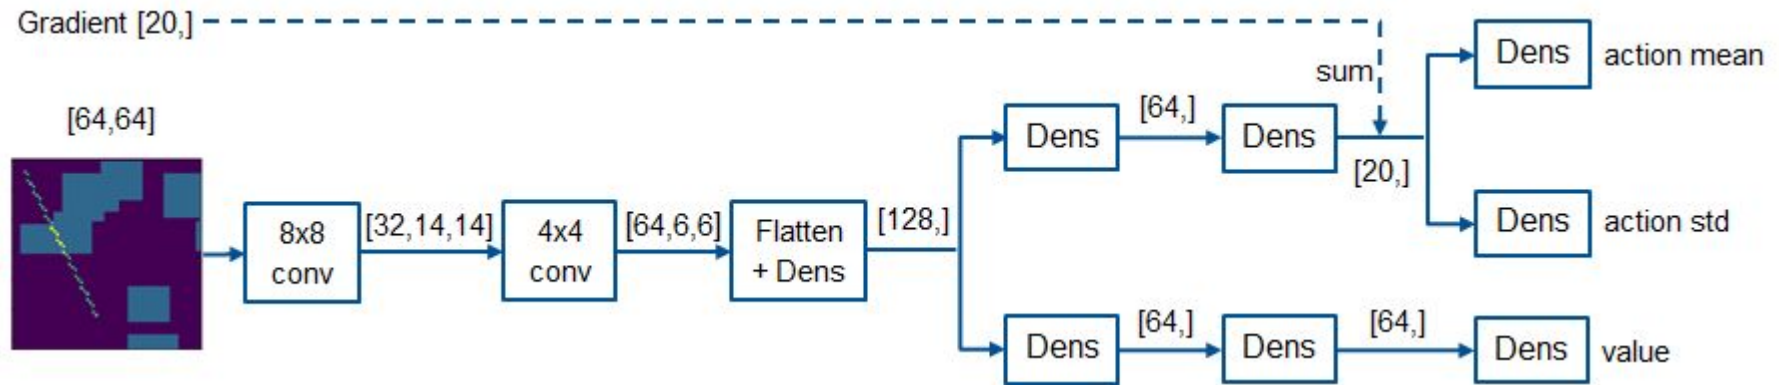 Gradient [20,]
[64,64]
8x8
conv
[32,14,14]
4x4
conv
[64,6,6]
Flatten
+ Dens
[128,]
Dens
[64,]
Dens
sum
[20,]
Dens
action mean
Dens
action std
Dens
[64,]
Dens
[64,]
Dens
value